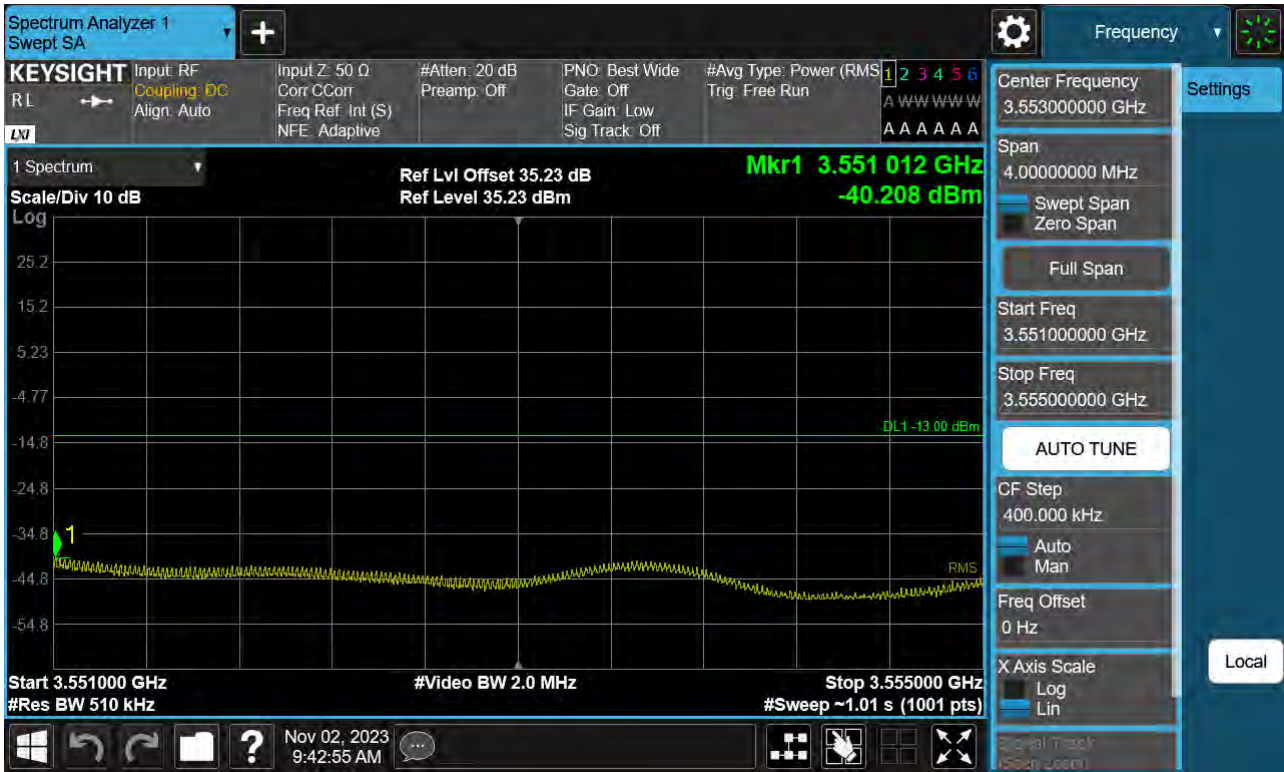 Spectrum Analyzer 1
Swept SA
Frequency
KEYSIGHT
RL
LXI
Input: RF
Coupling: DC
Align: Auto
Input Z: 50 Ω
Corr CCorr
Freq Ref: Int (S)
NFE: Adaptive
#Atten: 20 dB
Preamp: Off
PNO: Best Wide
Gate: Off
IF Gain: Low
Sig Track: Off
#Avg Type: Power (RMS
Trig: Free Run
1 2 3 4 5 6
A W W W W W
A A A A A A
1 Spectrum
Scale/Div 10 dB
Log
Ref Lvl Offset 35.23 dB
Ref Level 35.23 dBm
Mkr1 3.551 012 GHz
-40.208 dBm
25.2
15.2
5.23
-4.77
-14.8
-24.8
-34.8
-44.8
-54.8
DL1 -13.00 dBm
1
RMS
Start 3.551000 GHz
#Res BW 510 kHz
#Video BW 2.0 MHz
Stop 3.555000 GHz
#Sweep ~1.01 s (1001 pts)
Center Frequency
3.553000000 GHz
Span
4.00000000 MHz
Swept Span
Zero Span
Full Span
Start Freq
3.551000000 GHz
Stop Freq
3.555000000 GHz
AUTO TUNE
CF Step
400.000 kHz
Auto
Man
Freq Offset
0 Hz
X Axis Scale
Log
Lin
Signal Track
(Span Zoom)
Settings
Local
?
Nov 02, 2023
9:42:55 AM